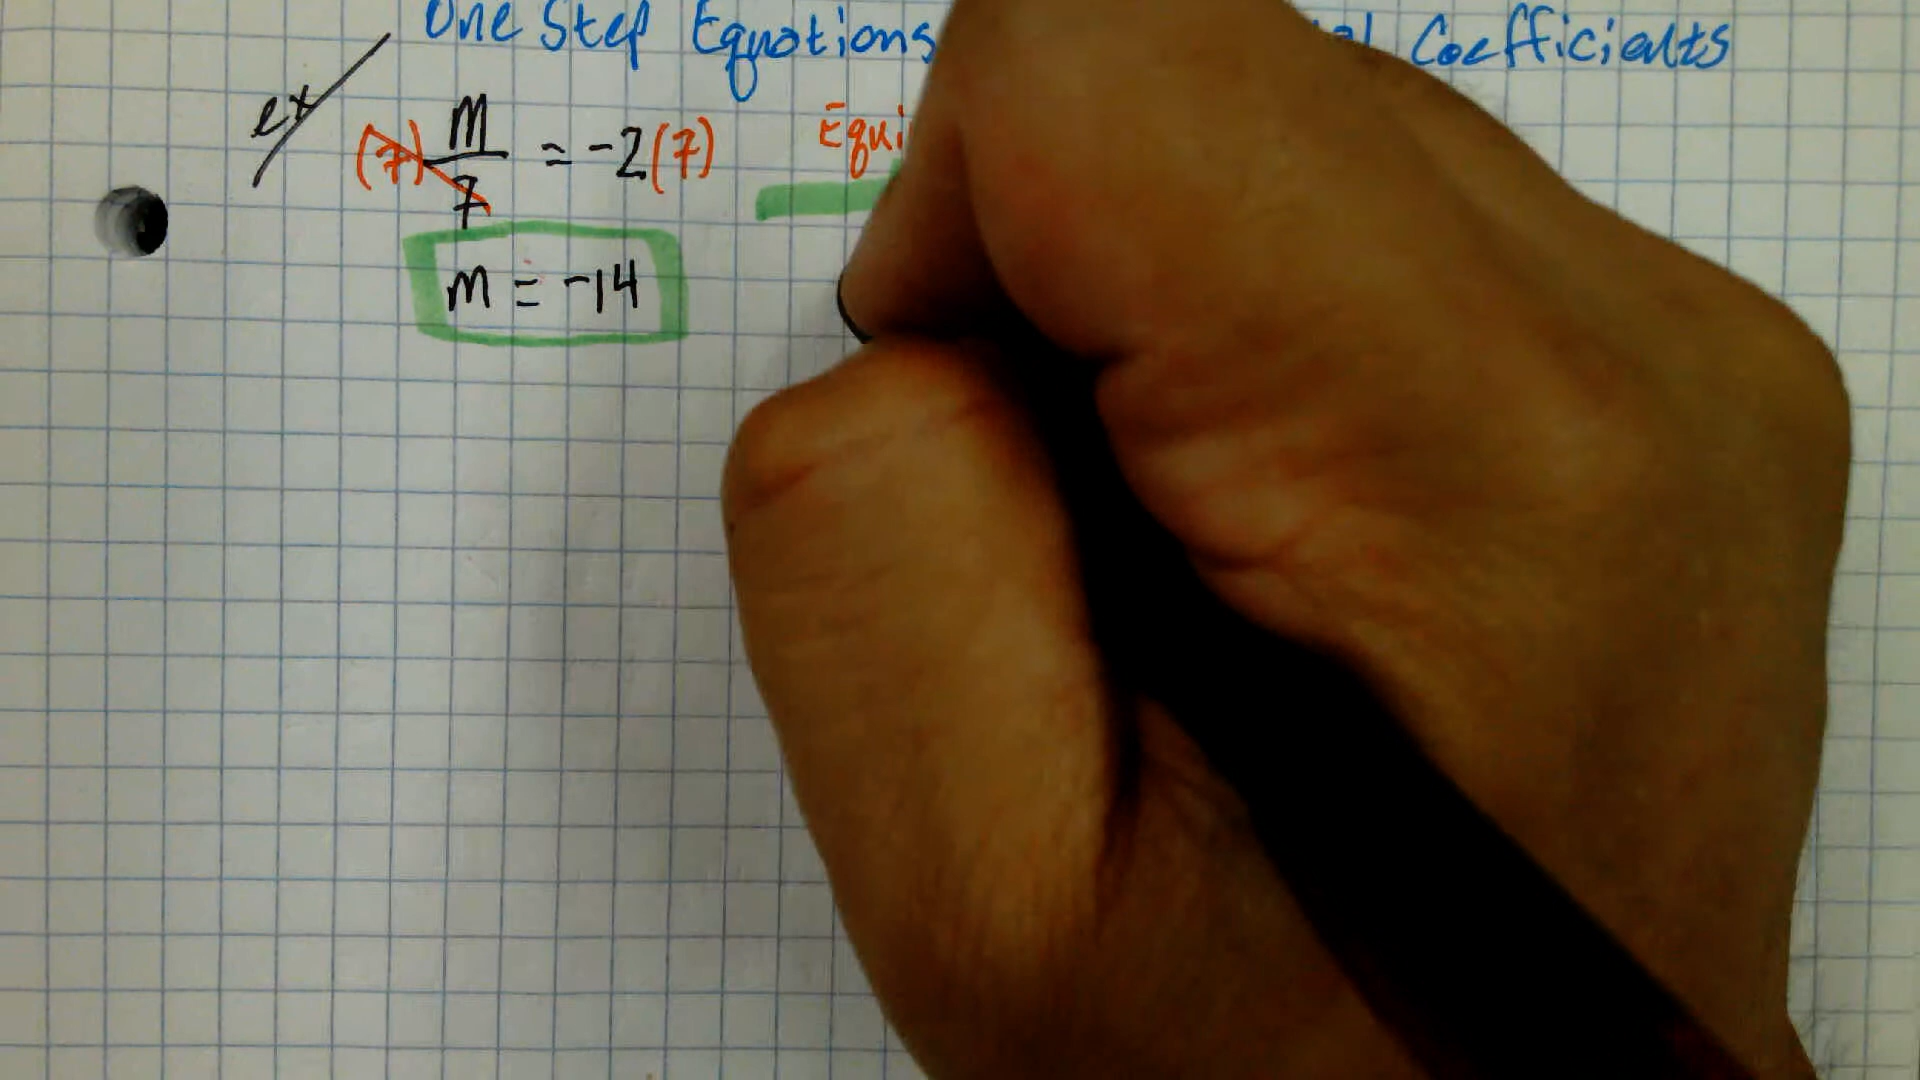 One Step Equations Coefficients
ex
(7) m/7 = -2(7)
m = -14